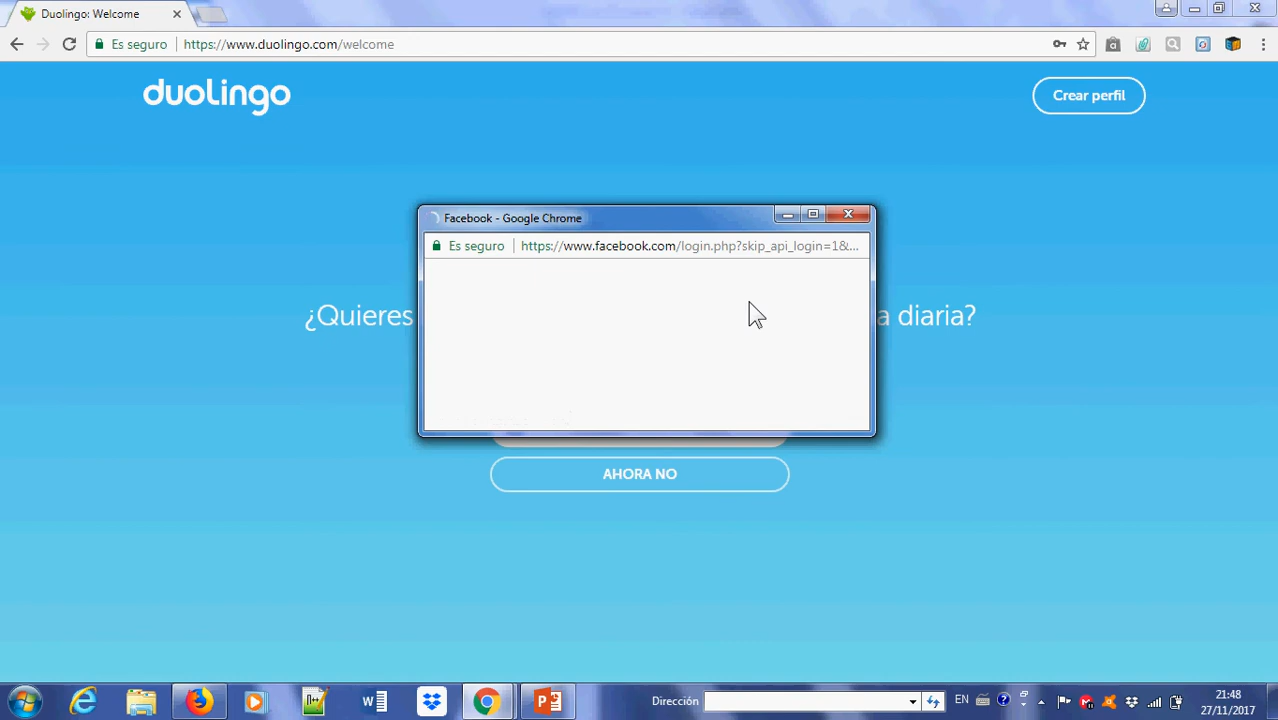 Duolingo: Welcome
Es seguro
https://www.duolingo.com/welcome
duolingo
Crear perfil
Facebook - Google Chrome
Es seguro
https://www.facebook.com/login.php?skip_api_login=1&...
¿Quieres a diaria?
AHORA NO
Dirección
EN
21:48
27/11/2017